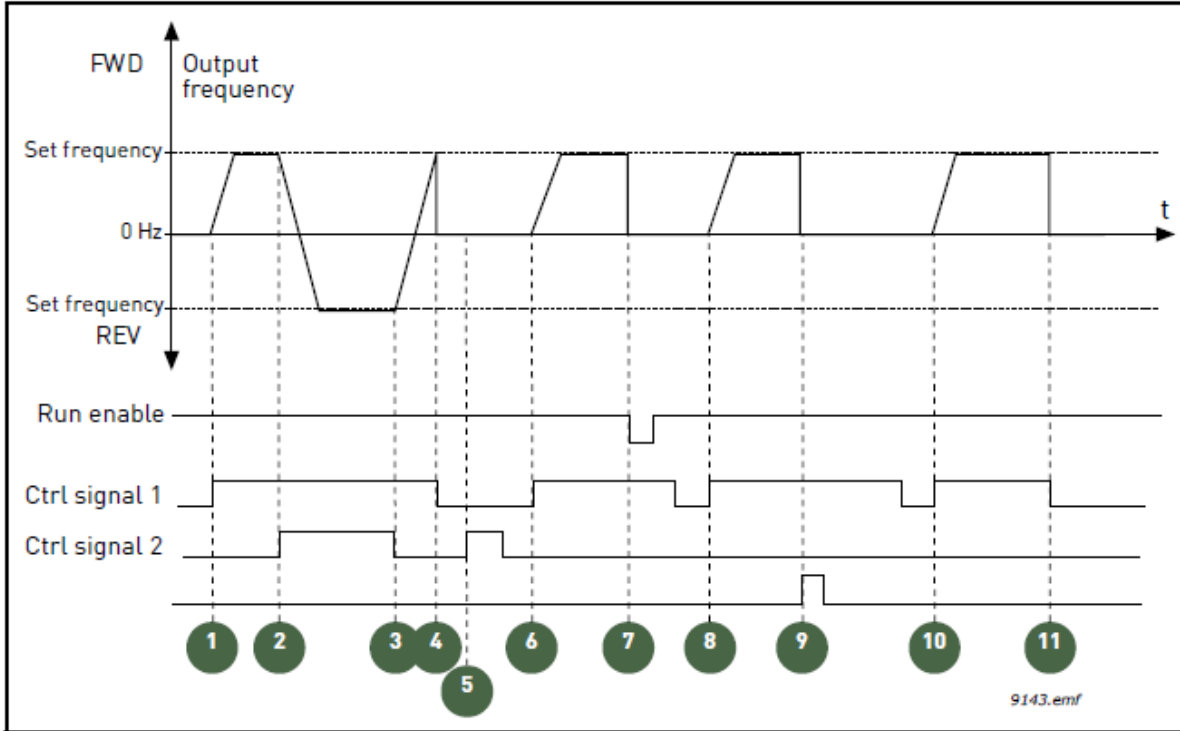 FWD
Output
frequency
Set frequency
0 Hz
t
Set frequency
REV
Run enable
Ctrl signal 1
Ctrl signal 2
1
2
3
4
5
6
7
8
9
10
11
9143.emf